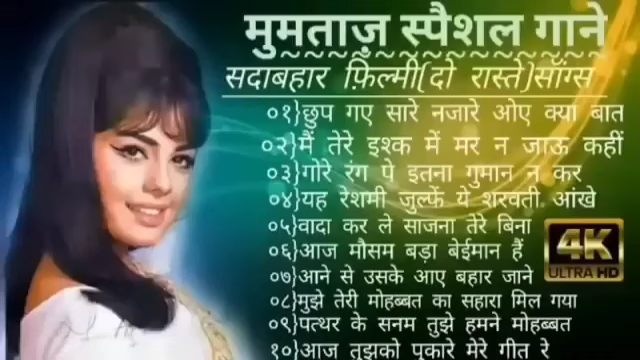 मुमताज़ स्पैशल गाने
सदाबहार फ़िल्मी(दो रास्ते)सॉंग्स
०१}छुप गए सारे नजारे ओए क्या बात
०२}मैं तेरे इश्क में मर न जाऊं कहीं
०३}गोरे रंग पे इतना गुमान न कर
०४}यह रेशमी जुल्फ़ें ये शरवती आंखे
०५}वादा कर ले साजना तेरे बिना
०६}आज मौसम बड़ा बेईमान हैं
०७}आने से उसके आए बहार जाने
०८}मुझे तेरी मोहब्बत का सहारा मिल गया
०९}पत्थर के सनम तुझे हमने मोहब्बत
१०}आज तुझको पूकारे मेरे गीत रे
4K
ULTRA HD